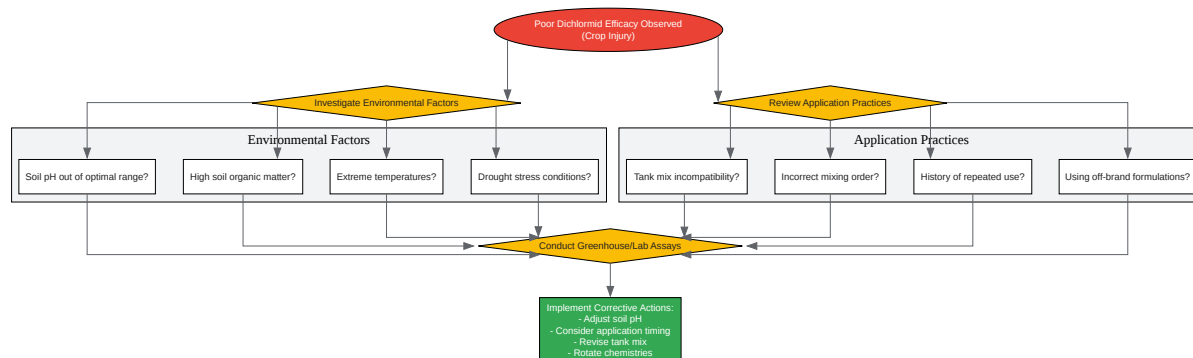 Poor Dichlormid Efficacy Observed
(Crop Injury)
Investigate Environmental Factors
Review Application Practices
Environmental Factors
Application Practices
Soil pH out of optimal range?
High soil organic matter?
Extreme temperatures?
Drought stress conditions?
Tank mix incompatibility?
Incorrect mixing order?
History of repeated use?
Using off-brand formulations?
Conduct Greenhouse/Lab Assays
Implement Corrective Actions:
- Adjust soil pH
- Consider application timing
- Revise tank mix
- Rotate chemistries